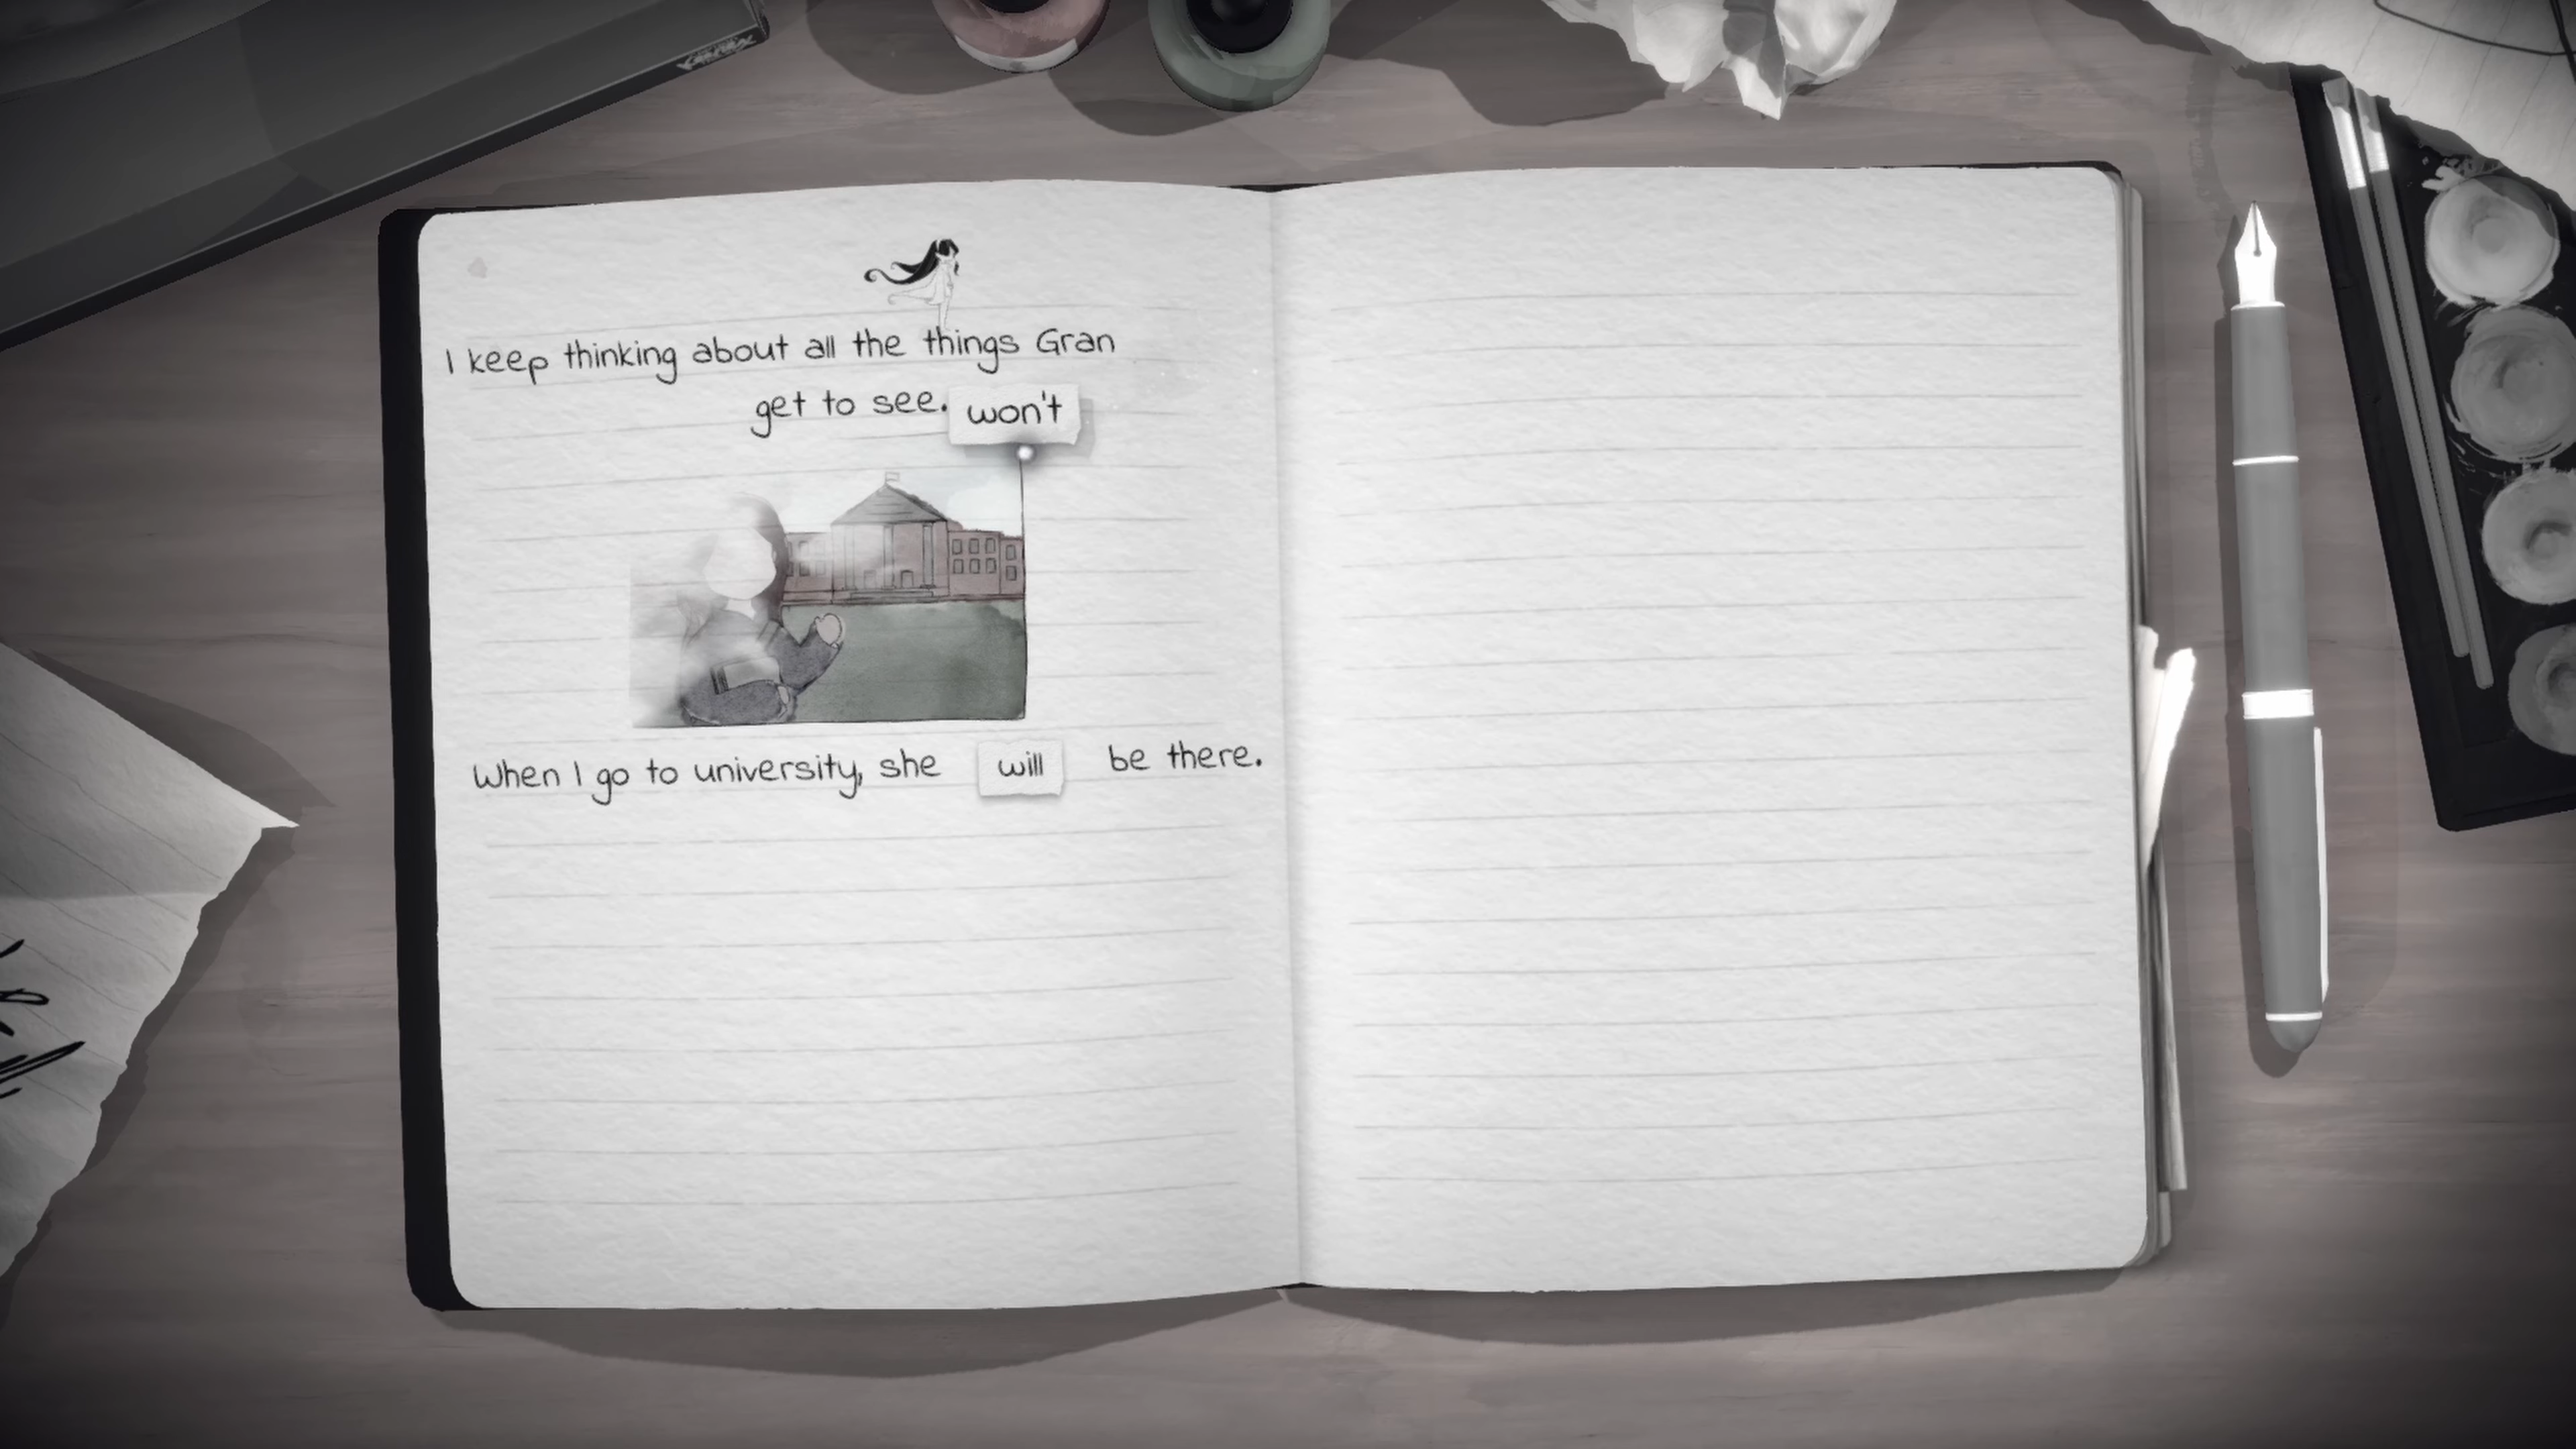 I keep thinking about all the things Gran
get to see. won't
When I go to university, she will be there.